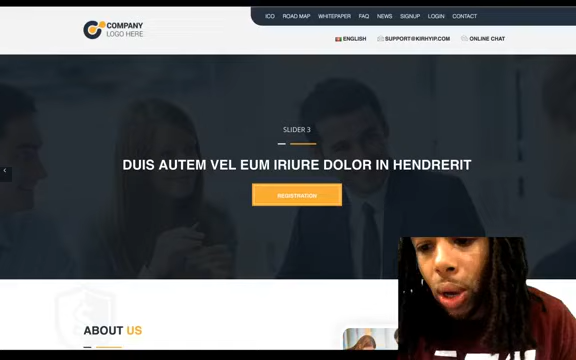 COMPANY
LOGO HERE
ICO ROAD MAP WHITEPAPER FAQ NEWS SIGNUP LOGIN CONTACT
ENGLISH SUPPORT@KIRHYIP.COM ONLINE CHAT
SLIDER 3
DUIS AUTEM VEL EUM IRIURE DOLOR IN HENDRERIT
REGISTRATION
ABOUT US